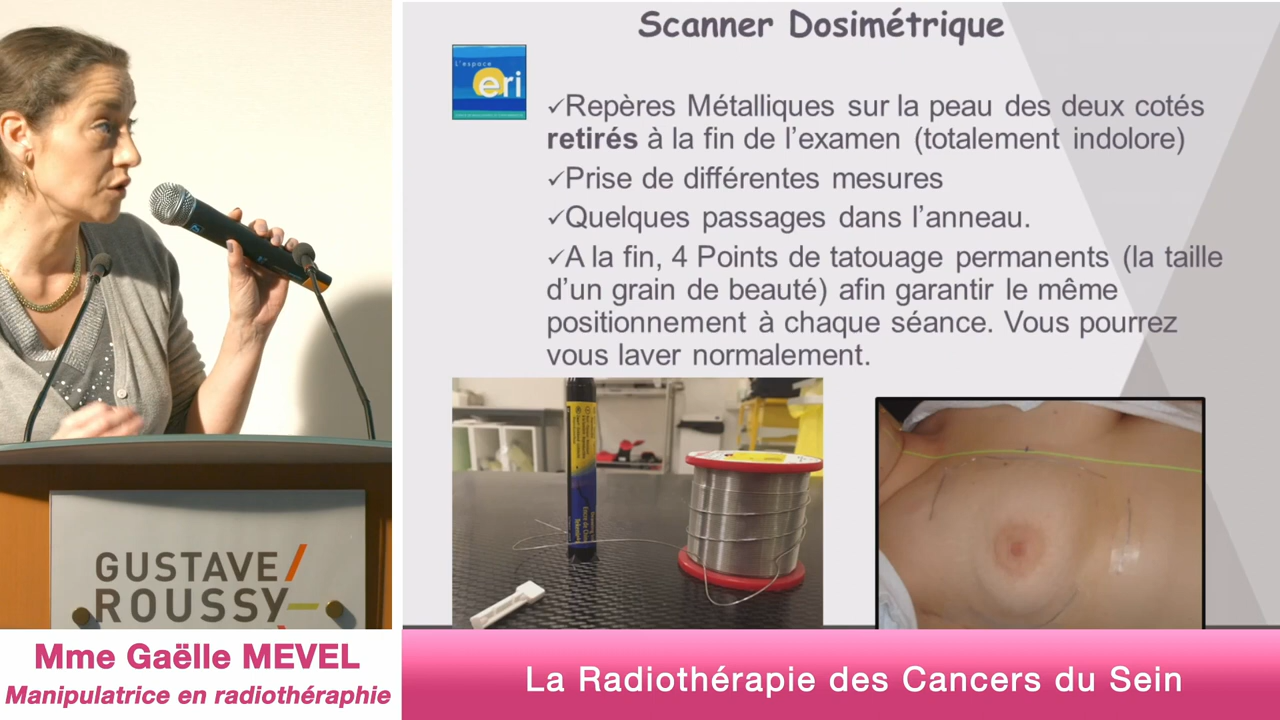 Scanner Dosimétrique
L'espace
eri
✓Repères Métalliques sur la peau des deux cotés
retirés à la fin de l'examen (totalement indolore)
✓Prise de différentes mesures
✓Quelques passages dans l'anneau.
✓A la fin, 4 Points de tatouage permanents (la taille
d'un grain de beauté) afin garantir le même
positionnement à chaque séance. Vous pourrez
vous laver normalement.
GUSTAVE/
ROUSSY
Mme Gaëlle MEVEL
Manipulatrice en radiothéraphie
La Radiothérapie des Cancers du Sein